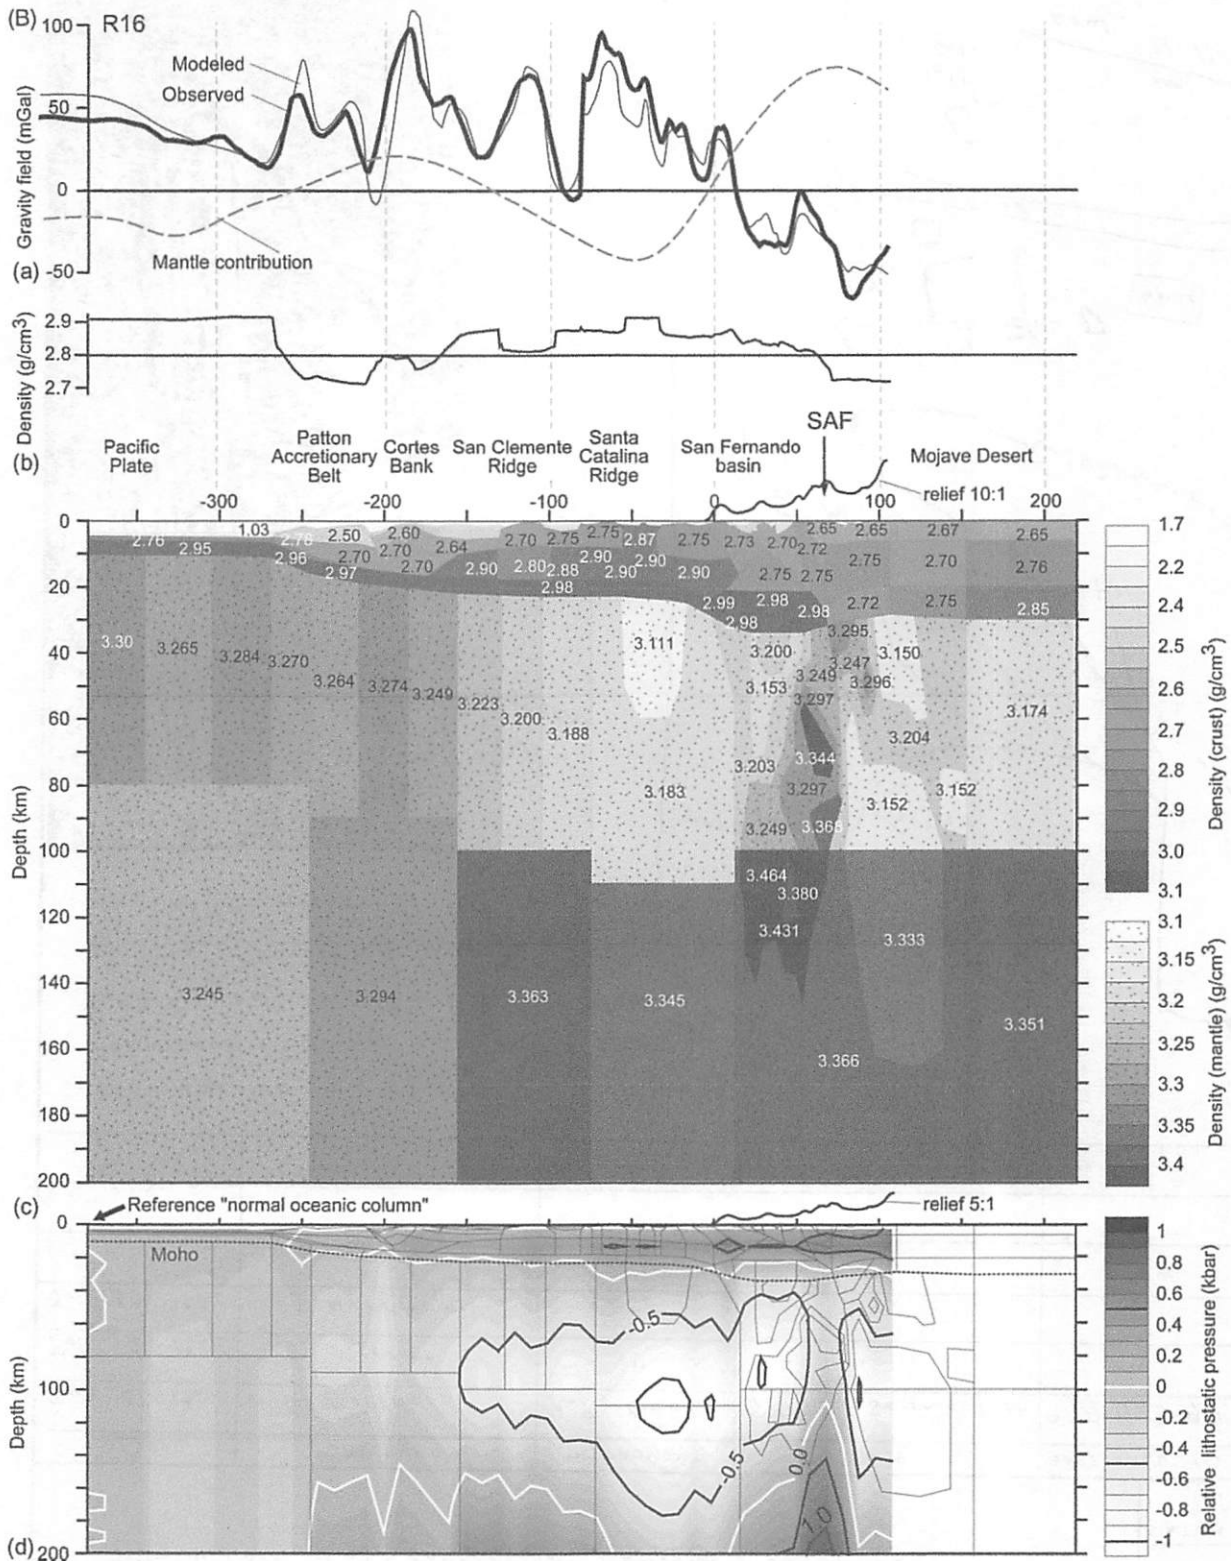 (B)
R16
100
Modeled
Observed
50
0
Mantle contribution
-50
Gravity field (mGal)
(a)
2.9
2.8
2.7
Density (g/cm3)
(b)
SAF
Pacific Plate
Patton Accretionary Belt
Cortes Bank
San Clemente Ridge
Santa Catalina Ridge
San Fernando basin
Mojave Desert
relief 10:1
-300 -200 -100 0 100 200
0
20
40
60
80
100
120
140
160
180
200
Depth (km)
2.76 1.03 2.76 2.50 2.60 2.70 2.75 2.75 2.87 2.75 2.73 2.70 2.65 2.65 2.67 2.65
2.95 2.96 2.70 2.70 2.64 2.90 2.90 2.72 2.75 2.70
2.97 2.70 2.90 2.80 2.88 2.90 2.90 2.75 2.75 2.76
2.98 2.99 2.98 2.98 2.72 2.75 2.85
2.98
3.30 3.265 3.284 3.270 3.264 3.274 3.249 3.223 3.200 3.188
3.111 3.183
3.295
3.200 3.247 3.150
3.153 3.249 3.296
3.297
3.174
3.204
3.344
3.203
3.297
3.152 3.152
3.249 3.366
3.464
3.380
3.431
3.333
3.245 3.294 3.363 3.345
3.351
3.366
1.7
2.2
2.4
2.5
2.6
2.7
2.8
2.9
3.0
3.1
Density (crust) (g/cm3)
3.1
3.15
3.2
3.25
3.3
3.35
3.4
Density (mantle) (g/cm3)
(c)
Reference "normal oceanic column"
relief 5:1
0
Moho
100
200
Depth (km)
-0.5
-0.5
0.0
1.0
1
0.8
0.6
0.4
0.2
0
-0.2
-0.4
-0.6
-0.8
-1
Relative lithostatic pressure (kbar)
(d)